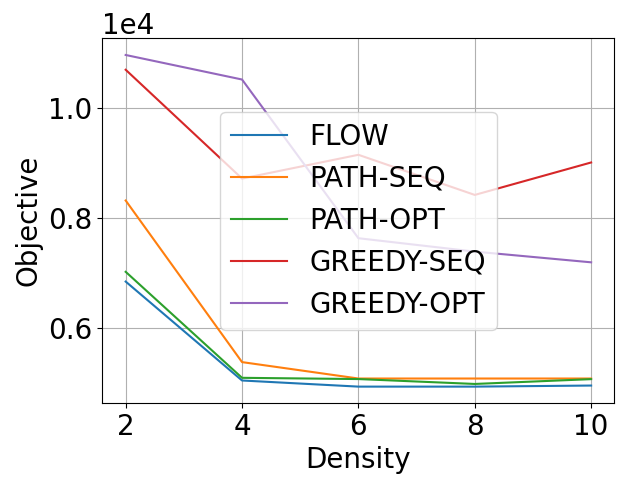 1e4
1.0
0.8
0.6
Objective
FLOW
PATH-SEQ
PATH-OPT
GREEDY-SEQ
GREEDY-OPT
2 4 6 8 10
Density